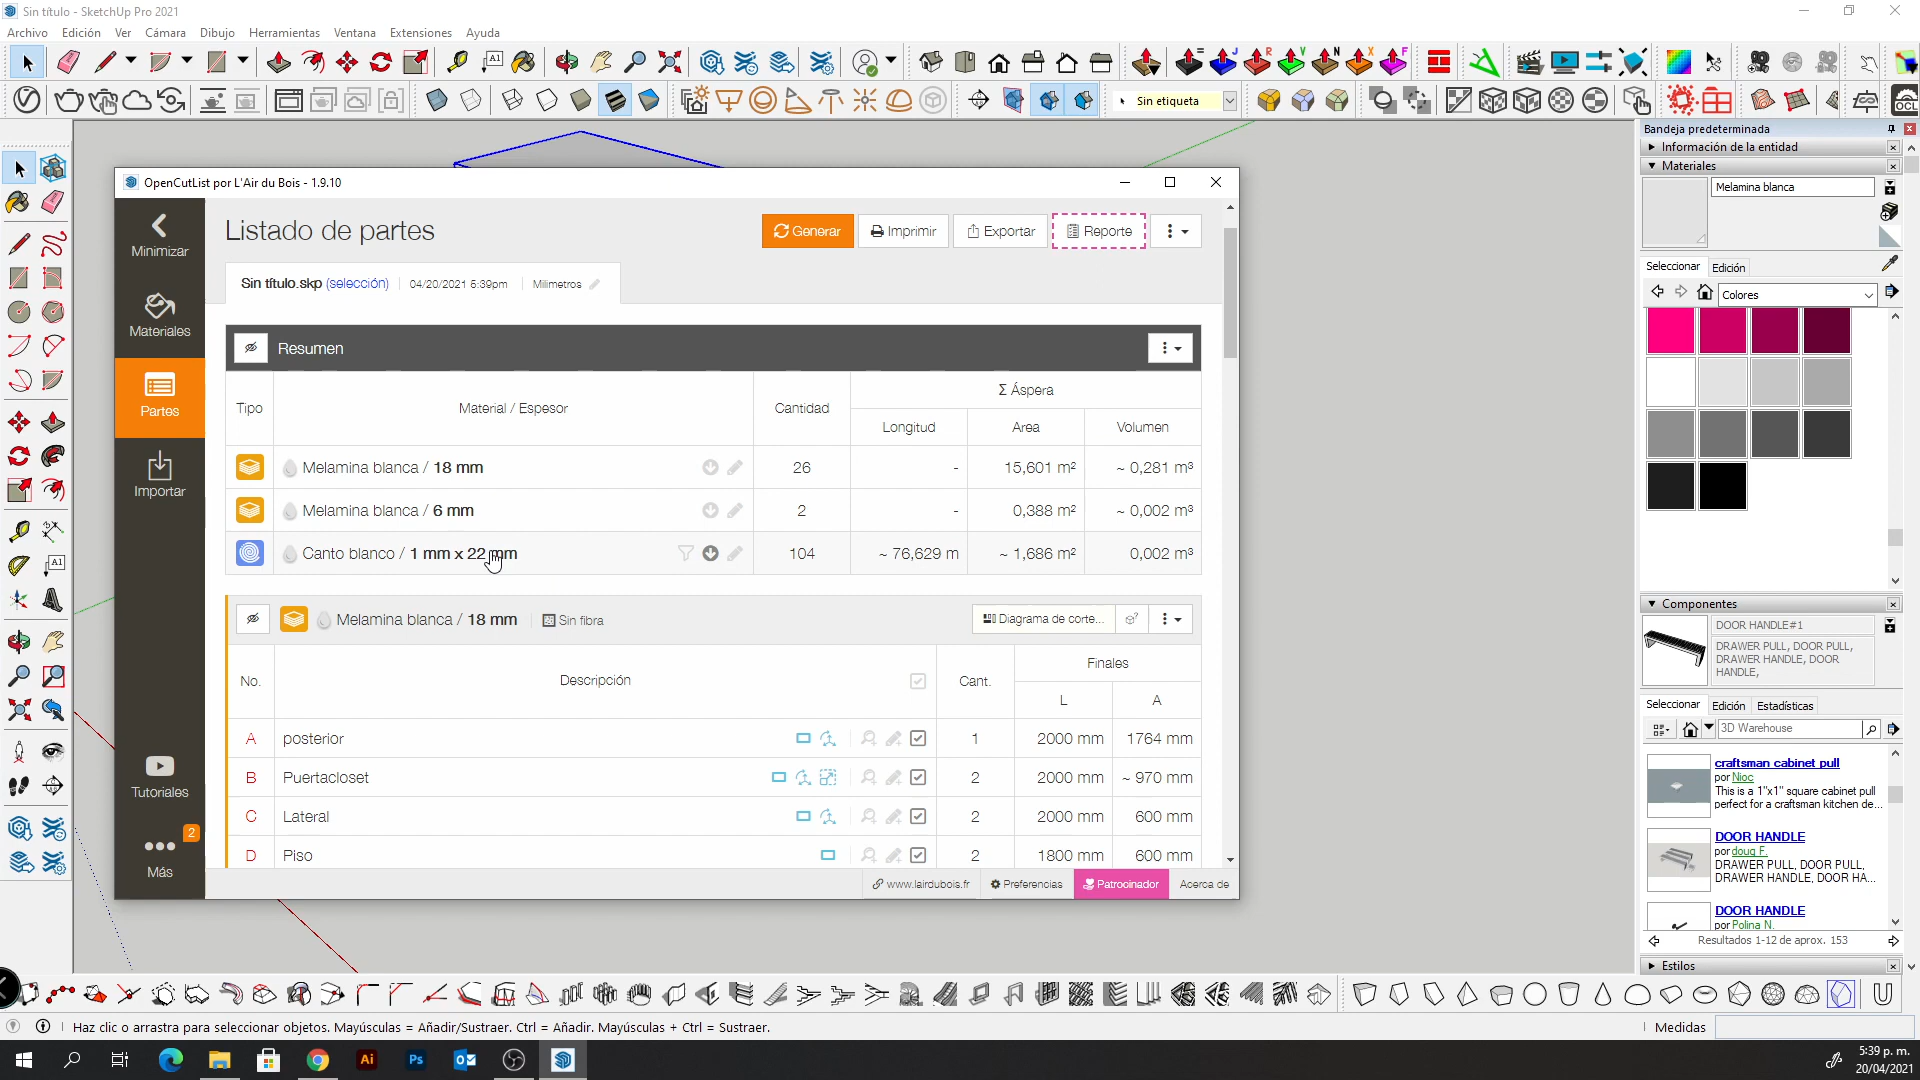 Sin título - SketchUp Pro 2021
Archivo Edición Ver Cámara Dibujo Herramientas Ventana Extensiones Ayuda
Sin etiqueta
OCL
Bandeja predeterminada
Información de la entidad
Materiales
Melamina blanca
Seleccionar Edición
Colores
OpenCutList por L'Air du Bois - 1.9.10
Minimizar
Materiales
Partes
Importar
Tutoriales
2
Más
Listado de partes
Generar Imprimir Exportar Reporte
Sin título.skp (selección) 04/20/2021 5:39pm Milimetros
Resumen
Tipo Material / Espesor Cantidad Σ Áspera
Longitud Area Volumen
Melamina blanca / 18 mm 26 - 15,601 m² ~ 0,281 m³
Melamina blanca / 6 mm 2 - 0,388 m² ~ 0,002 m³
Canto blanco / 1 mm x 22 mm 104 ~ 76,629 m ~ 1,686 m² 0,002 m³
Melamina blanca / 18 mm Sin fibra Diagrama de corte...
No. Descripción Cant. Finales
L A
A posterior 1 2000 mm 1764 mm
B Puertacloset 2 2000 mm ~ 970 mm
C Lateral 2 2000 mm 600 mm
D Piso 2 1800 mm 600 mm
www.lairdubois.fr Preferencias Patrocinador Acerca de
Componentes
DOOR HANDLE#1
DRAWER PULL, DOOR PULL,
DRAWER HANDLE, DOOR
HANDLE,
Seleccionar Edición Estadísticas
3D Warehouse
craftsman cabinet pull
por Nioc
This is a 1"x1" square cabinet pull
perfect for a craftsman kitchen de...
DOOR HANDLE
por doug F.
DRAWER PULL, DOOR PULL,
DRAWER HANDLE, DOOR HA...
DOOR HANDLE
por Polina N.
Resultados 1-12 de aprox. 153
Estilos
Haz clic o arrastra para seleccionar objetos. Mayúsculas = Añadir/Sustraer. Ctrl = Añadir. Mayúsculas + Ctrl = Sustraer.
Medidas
Ai Ps
5:39 p. m.
20/04/2021